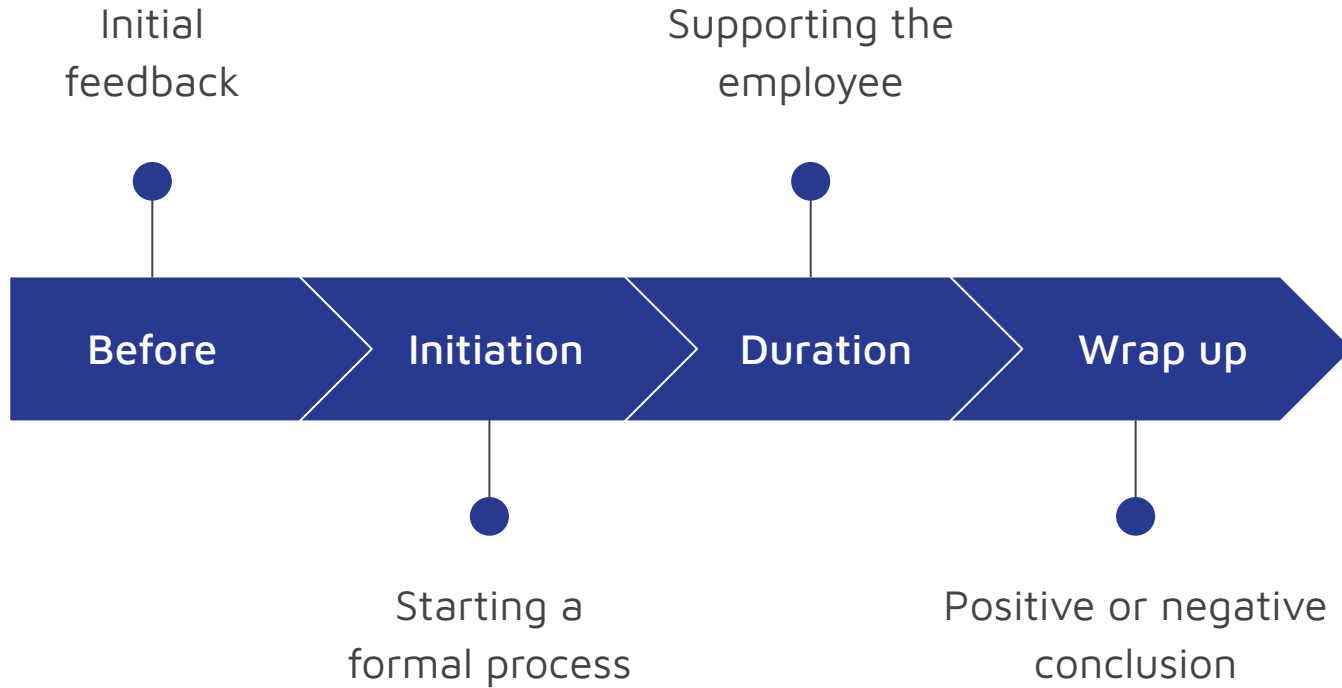 Initial
feedback
Supporting the
employee
Before
Initiation
Duration
Wrap up
Starting a
formal process
Positive or negative
conclusion